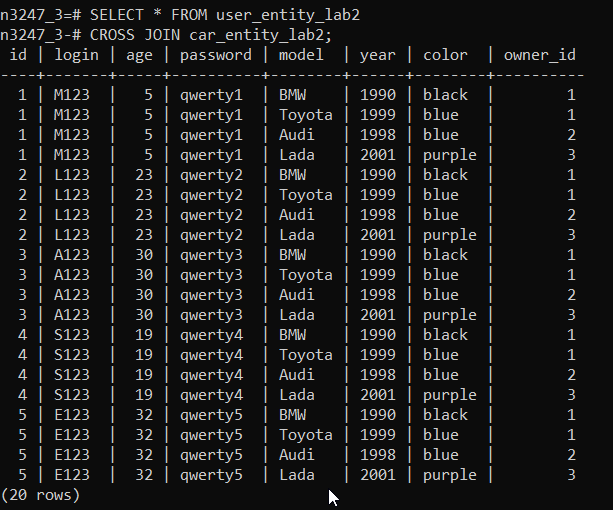 n3247_3=# SELECT * FROM user_entity_lab2
n3247_3-# CROSS JOIN car_entity_lab2;
 id | login | age | password | model  | year | color  | owner_id
----+-------+-----+----------+--------+------+--------+----------
  1 | M123  |   5 | qwerty1  | BMW    | 1990 | black  |        1
  1 | M123  |   5 | qwerty1  | Toyota | 1999 | blue   |        1
  1 | M123  |   5 | qwerty1  | Audi   | 1998 | blue   |        2
  1 | M123  |   5 | qwerty1  | Lada   | 2001 | purple |        3
  2 | L123  |  23 | qwerty2  | BMW    | 1990 | black  |        1
  2 | L123  |  23 | qwerty2  | Toyota | 1999 | blue   |        1
  2 | L123  |  23 | qwerty2  | Audi   | 1998 | blue   |        2
  2 | L123  |  23 | qwerty2  | Lada   | 2001 | purple |        3
  3 | A123  |  30 | qwerty3  | BMW    | 1990 | black  |        1
  3 | A123  |  30 | qwerty3  | Toyota | 1999 | blue   |        1
  3 | A123  |  30 | qwerty3  | Audi   | 1998 | blue   |        2
  3 | A123  |  30 | qwerty3  | Lada   | 2001 | purple |        3
  4 | S123  |  19 | qwerty4  | BMW    | 1990 | black  |        1
  4 | S123  |  19 | qwerty4  | Toyota | 1999 | blue   |        1
  4 | S123  |  19 | qwerty4  | Audi   | 1998 | blue   |        2
  4 | S123  |  19 | qwerty4  | Lada   | 2001 | purple |        3
  5 | E123  |  32 | qwerty5  | BMW    | 1990 | black  |        1
  5 | E123  |  32 | qwerty5  | Toyota | 1999 | blue   |        1
  5 | E123  |  32 | qwerty5  | Audi   | 1998 | blue   |        2
  5 | E123  |  32 | qwerty5  | Lada   | 2001 | purple |        3
(20 rows)